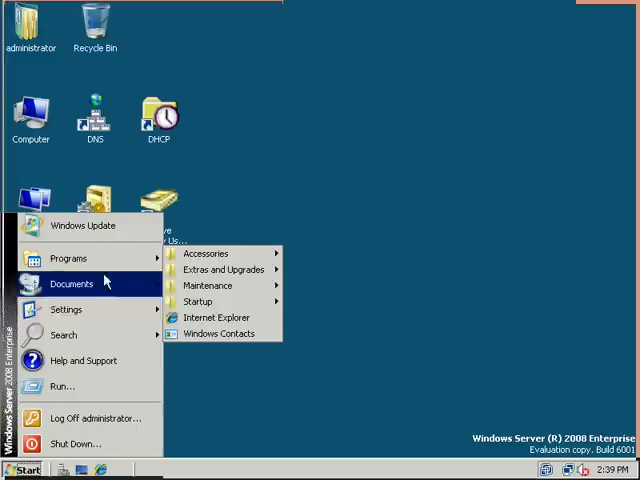 administrator
Recycle Bin
Computer
DNS
DHCP
Us...
Windows Update
Programs
Documents
Settings
Search
Help and Support
Run...
Log Off administrator...
Shut Down...
Windows Server 2008 Enterprise
Accessories
Extras and Upgrades
Maintenance
Startup
Internet Explorer
Windows Contacts
Windows Server (R) 2008 Enterprise
Evaluation copy. Build 6001
Start
2:39 PM